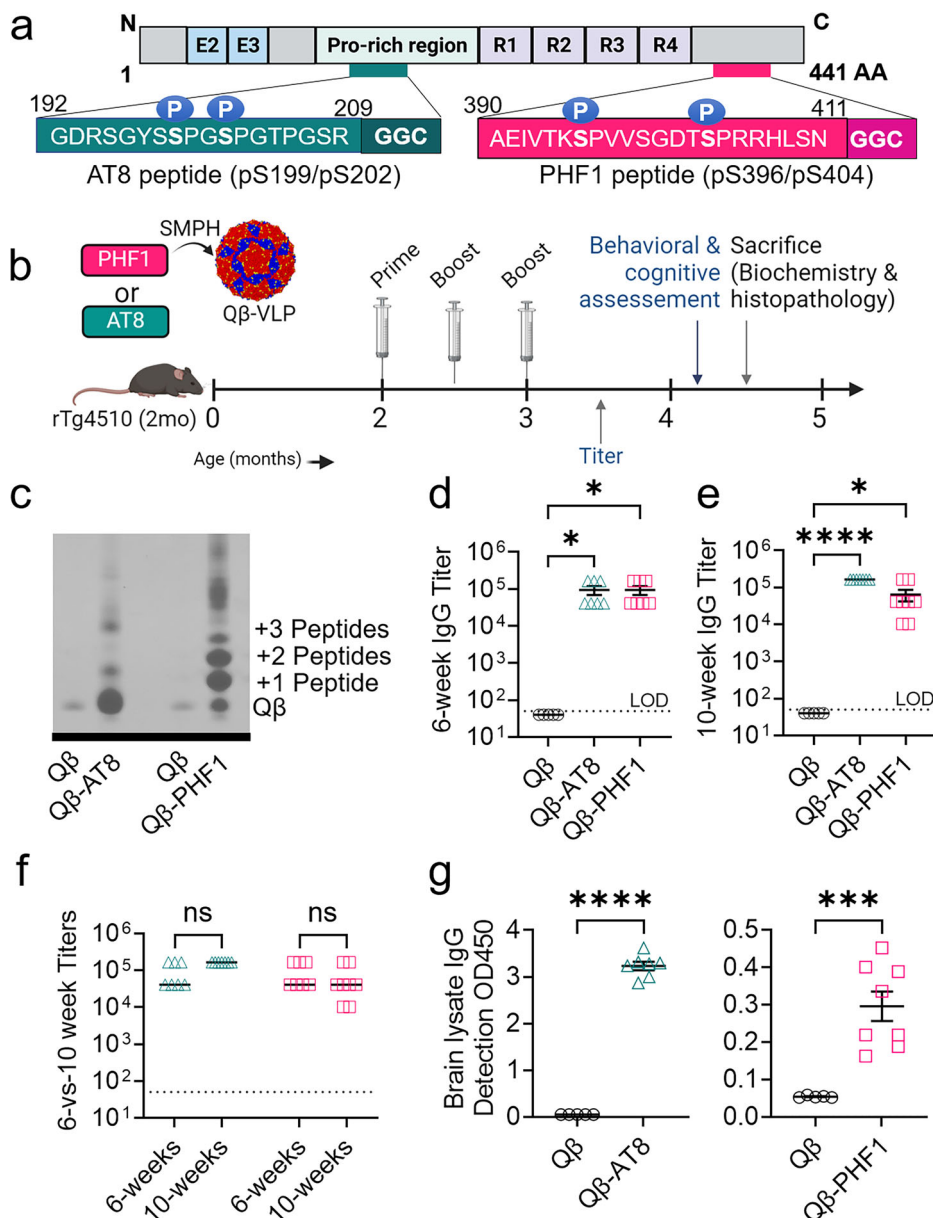 a
N
E2 E3 Pro-rich region R1 R2 R3 R4
C
1
441 AA
192
P P
209
GDRSGYSSPGSPGTPGSR GGC
AT8 peptide (pS199/pS202)
390
P P
411
AEIVTKSPVVSGDTSPRRHLSN GGC
PHF1 peptide (pS396/pS404)
b
PHF1
or
AT8
SMPH
Qβ-VLP
rTg4510 (2mo)
Prime
Boost
Boost
Behavioral &
cognitive
assessement
Sacrifice
(Biochemistry &
histopathology)
0 2 3 4 5
Age (months)
Titer
c
+3 Peptides
+2 Peptides
+1 Peptide
Qβ
Qβ
Qβ-AT8
Qβ
Qβ-PHF1
d
6-week IgG Titer
10⁶
10⁵
10⁴
10³
10²
10¹
*
*
LOD
Qβ
Qβ-AT8
Qβ-PHF1
e
10-week IgG Titer
10⁶
10⁵
10⁴
10³
10²
10¹
*
****
LOD
Qβ
Qβ-AT8
Qβ-PHF1
f
6-vs-10 week Titers
10⁶
10⁵
10⁴
10³
10²
10¹
ns
ns
6-weeks
10-weeks
6-weeks
10-weeks
g
Brain lysate IgG
Detection OD450
4
3
2
1
0
****
Qβ
Qβ-AT8
0.5
0.4
0.3
0.2
0.1
0.0
***
Qβ
Qβ-PHF1